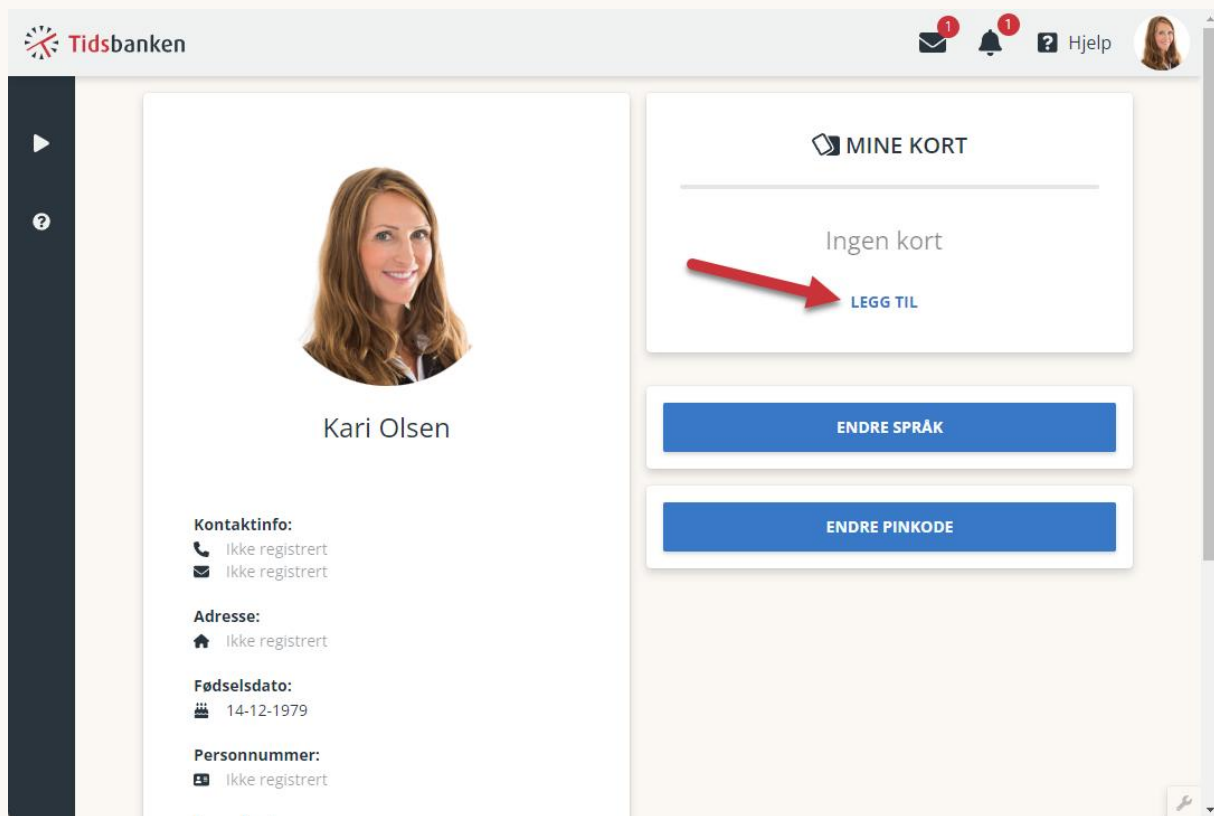 Tidsbanken
1
1
Hjelp
MINE KORT
Ingen kort
LEGG TIL
Kari Olsen
ENDRE SPRÅK
ENDRE PINKODE
Kontaktinfo:
Ikke registrert
Ikke registrert
Adresse:
Ikke registrert
Fødselsdato:
14-12-1979
Personnummer:
Ikke registrert